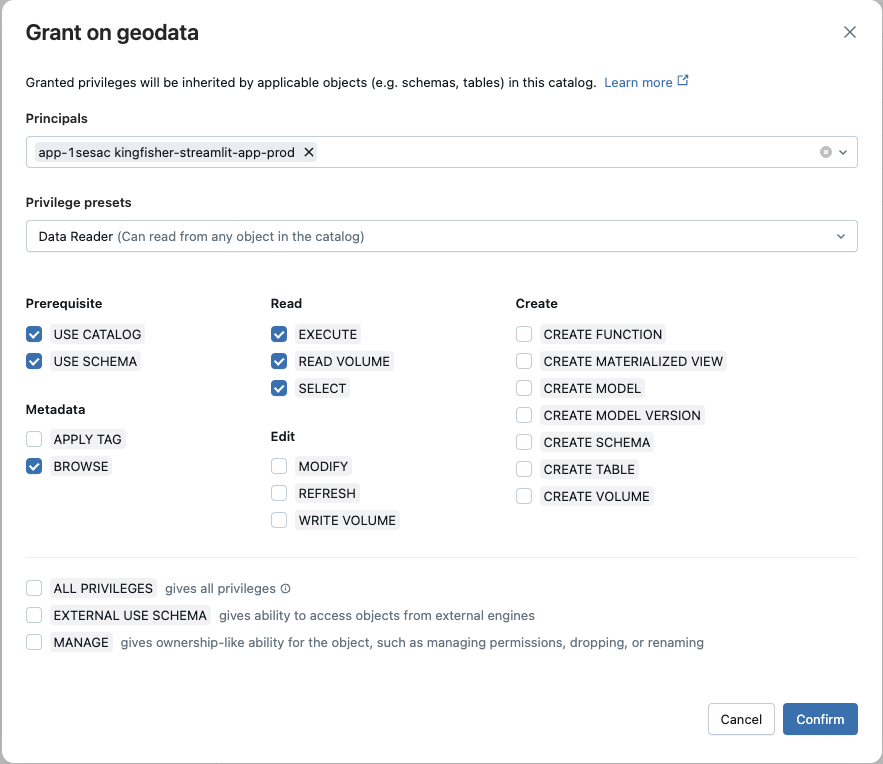 Grant on geodata
Granted privileges will be inherited by applicable objects (e.g. schemas, tables) in this catalog. Learn more
Principals
app-1sesac kingfisher-streamlit-app-prod
Privilege presets
Data Reader (Can read from any object in the catalog)
Prerequisite
USE CATALOG
USE SCHEMA
Metadata
APPLY TAG
BROWSE
Read
EXECUTE
READ VOLUME
SELECT
Edit
MODIFY
REFRESH
WRITE VOLUME
Create
CREATE FUNCTION
CREATE MATERIALIZED VIEW
CREATE MODEL
CREATE MODEL VERSION
CREATE SCHEMA
CREATE TABLE
CREATE VOLUME
ALL PRIVILEGES gives all privileges
EXTERNAL USE SCHEMA gives ability to access objects from external engines
MANAGE gives ownership-like ability for the object, such as managing permissions, dropping, or renaming
Cancel
Confirm